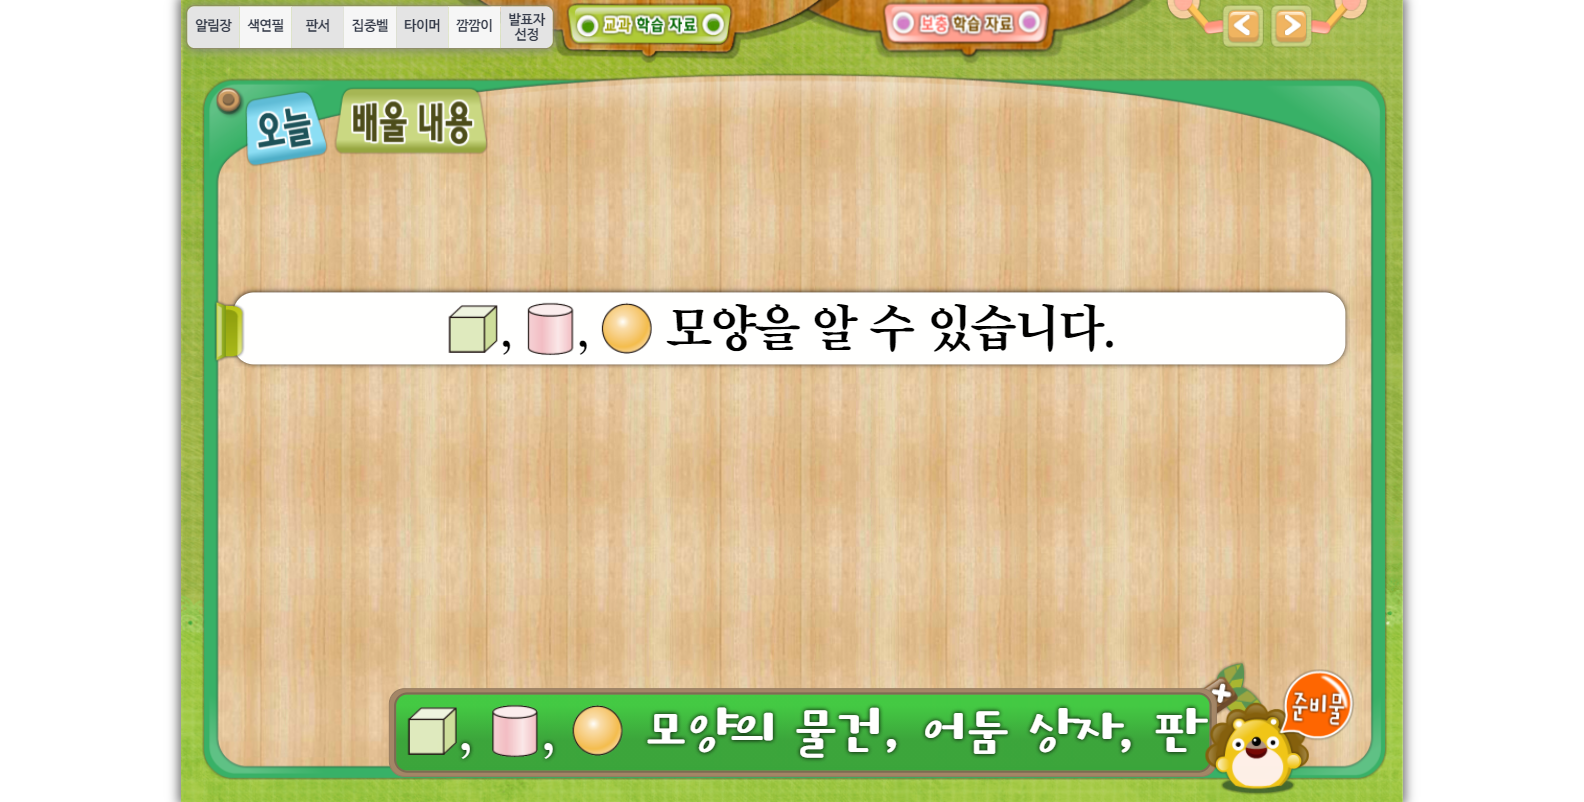 알림장 색연필 판서 집중벨 타이머 깜깜이 발표자 선정
교과 학습 자료
보충 학습 자료
오늘 배울 내용
, , 모양을 알 수 있습니다.
, , 모양의 물건, 어둠 상자, 판
준비물